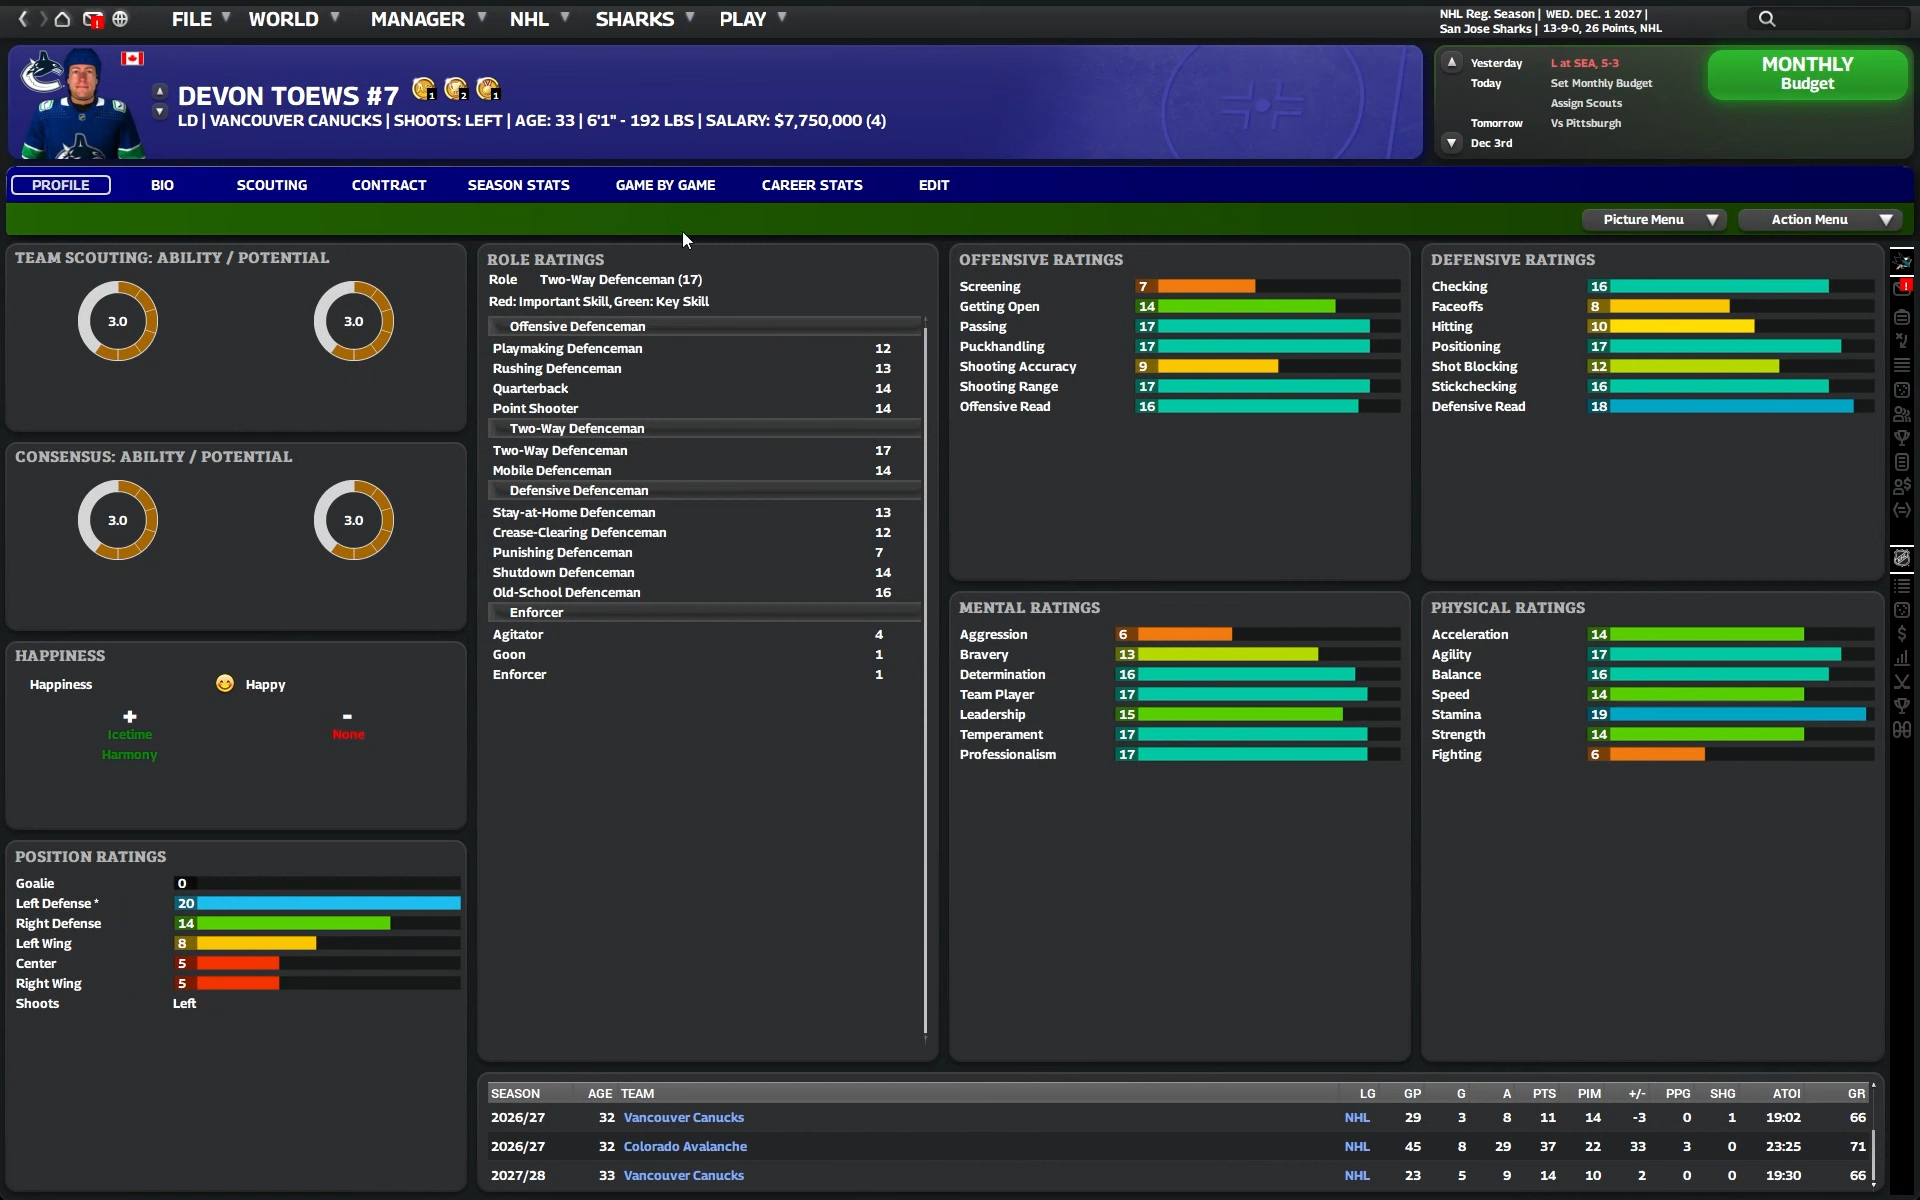 FILE WORLD MANAGER NHL SHARKS PLAY
NHL Reg. Season | WED. DEC. 1 2027 |
San Jose Sharks | 13-9-0, 26 Points, NHL
DEVON TOEWS #7 1 2 1
LD | VANCOUVER CANUCKS | SHOOTS: LEFT | AGE: 33 | 6'1" - 192 LBS | SALARY: $7,750,000 (4)
Yesterday L at SEA, 5-3
Today Set Monthly Budget
Assign Scouts
Tomorrow Vs Pittsburgh
Dec 3rd
MONTHLY
Budget
PROFILE BIO SCOUTING CONTRACT SEASON STATS GAME BY GAME CAREER STATS EDIT
Picture Menu Action Menu
TEAM SCOUTING: ABILITY / POTENTIAL
3.0 3.0
CONSENSUS: ABILITY / POTENTIAL
3.0 3.0
HAPPINESS
Happiness Happy
+ -
Icetime None
Harmony
POSITION RATINGS
Goalie 0
Left Defense * 20
Right Defense 14
Left Wing 8
Center 5
Right Wing 5
Shoots Left
ROLE RATINGS
Role Two-Way Defenceman (17)
Red: Important Skill, Green: Key Skill
Offensive Defenceman
Playmaking Defenceman 12
Rushing Defenceman 13
Quarterback 14
Point Shooter 14
Two-Way Defenceman
Two-Way Defenceman 17
Mobile Defenceman 14
Defensive Defenceman
Stay-at-Home Defenceman 13
Crease-Clearing Defenceman 12
Punishing Defenceman 7
Shutdown Defenceman 14
Old-School Defenceman 16
Enforcer
Agitator 4
Goon 1
Enforcer 1
OFFENSIVE RATINGS
Screening 7
Getting Open 14
Passing 17
Puckhandling 17
Shooting Accuracy 9
Shooting Range 17
Offensive Read 16
DEFENSIVE RATINGS
Checking 16
Faceoffs 8
Hitting 10
Positioning 17
Shot Blocking 12
Stickchecking 16
Defensive Read 18
MENTAL RATINGS
Aggression 6
Bravery 13
Determination 16
Team Player 17
Leadership 15
Temperament 17
Professionalism 17
PHYSICAL RATINGS
Acceleration 14
Agility 17
Balance 16
Speed 14
Stamina 19
Strength 14
Fighting 6
SEASON AGE TEAM LG GP G A PTS PIM +/- PPG SHG ATOI GR
2026/27 32 Vancouver Canucks NHL 29 3 8 11 14 -3 0 1 19:02 66
2026/27 32 Colorado Avalanche NHL 45 8 29 37 22 33 3 0 23:25 71
2027/28 33 Vancouver Canucks NHL 23 5 9 14 10 2 0 0 19:30 66